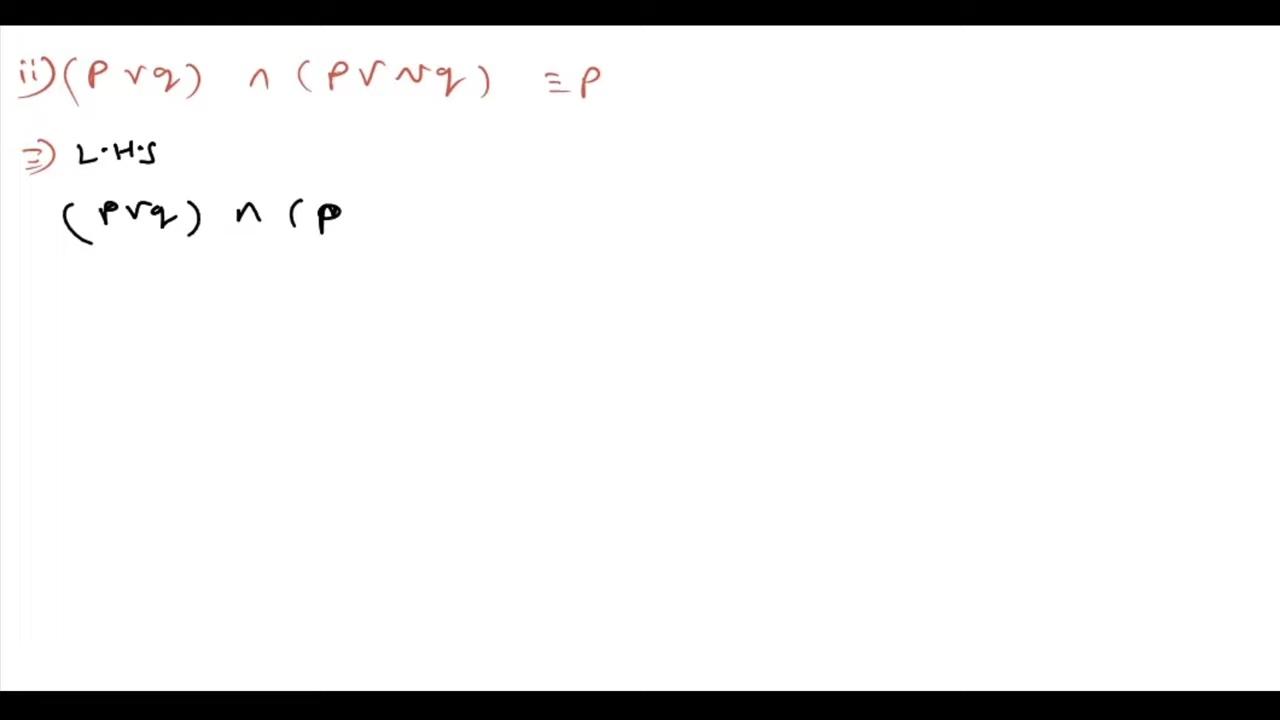 ii) (p ∨ q) ∧ (p ∨ ~q) ≡ p
⇒) L.H.S
(p ∨ q) ∧ (p